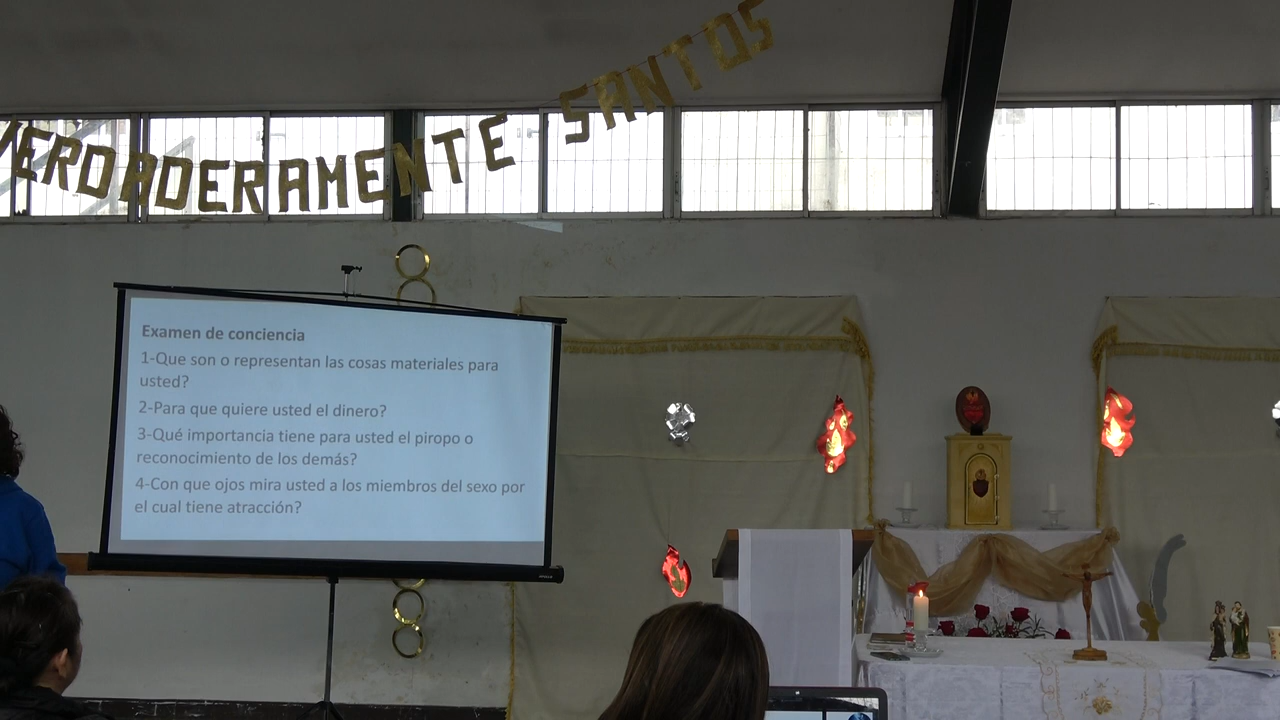 VERDADERAMENTE SANTOS
Examen de conciencia
1-Que son o representan las cosas materiales para
usted?
2-Para que quiere usted el dinero?
3-Qué importancia tiene para usted el piropo o
reconocimiento de los demás?
4-Con que ojos mira usted a los miembros del sexo por
el cual tiene atracción?